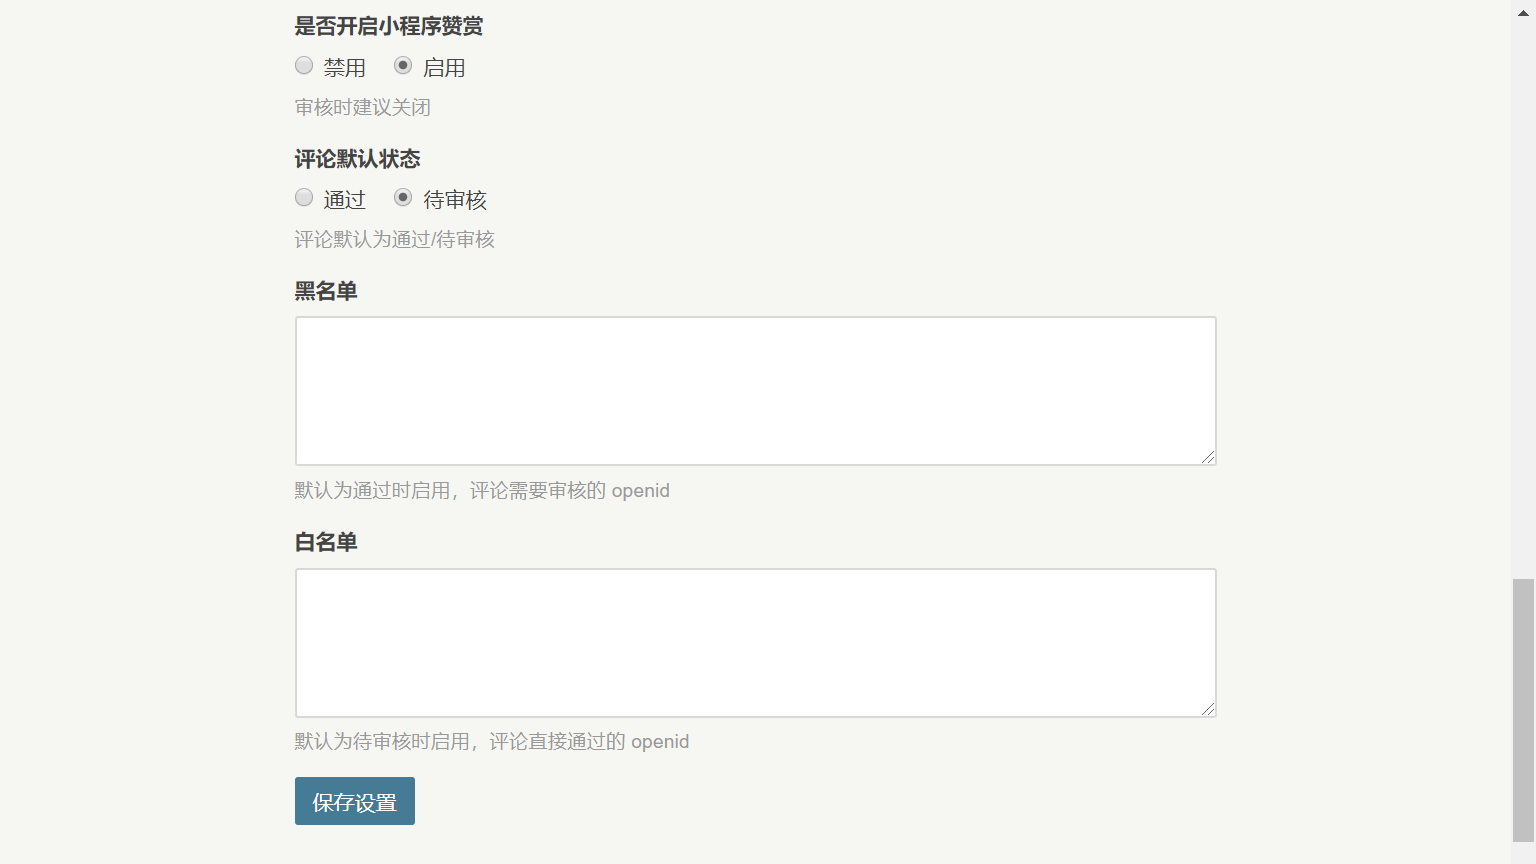 是否开启小程序赞赏
禁用 启用
审核时建议关闭
评论默认状态
通过 待审核
评论默认为通过/待审核
黑名单
默认为通过时启用，评论需要审核的 openid
白名单
默认为待审核时启用，评论直接通过的 openid
保存设置